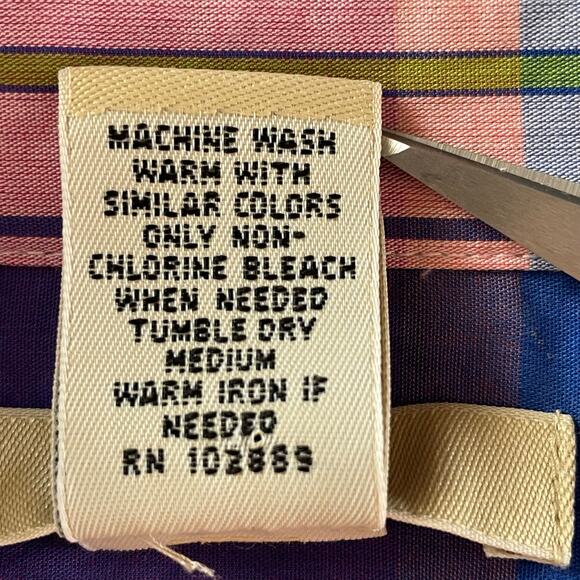 MACHINE WASH
WARM WITH
SIMILAR COLORS
ONLY NON-
CHLORINE BLEACH
WHEN NEEDED
TUMBLE DRY
MEDIUM
WARM IRON IF
NEEDED
RN 103889